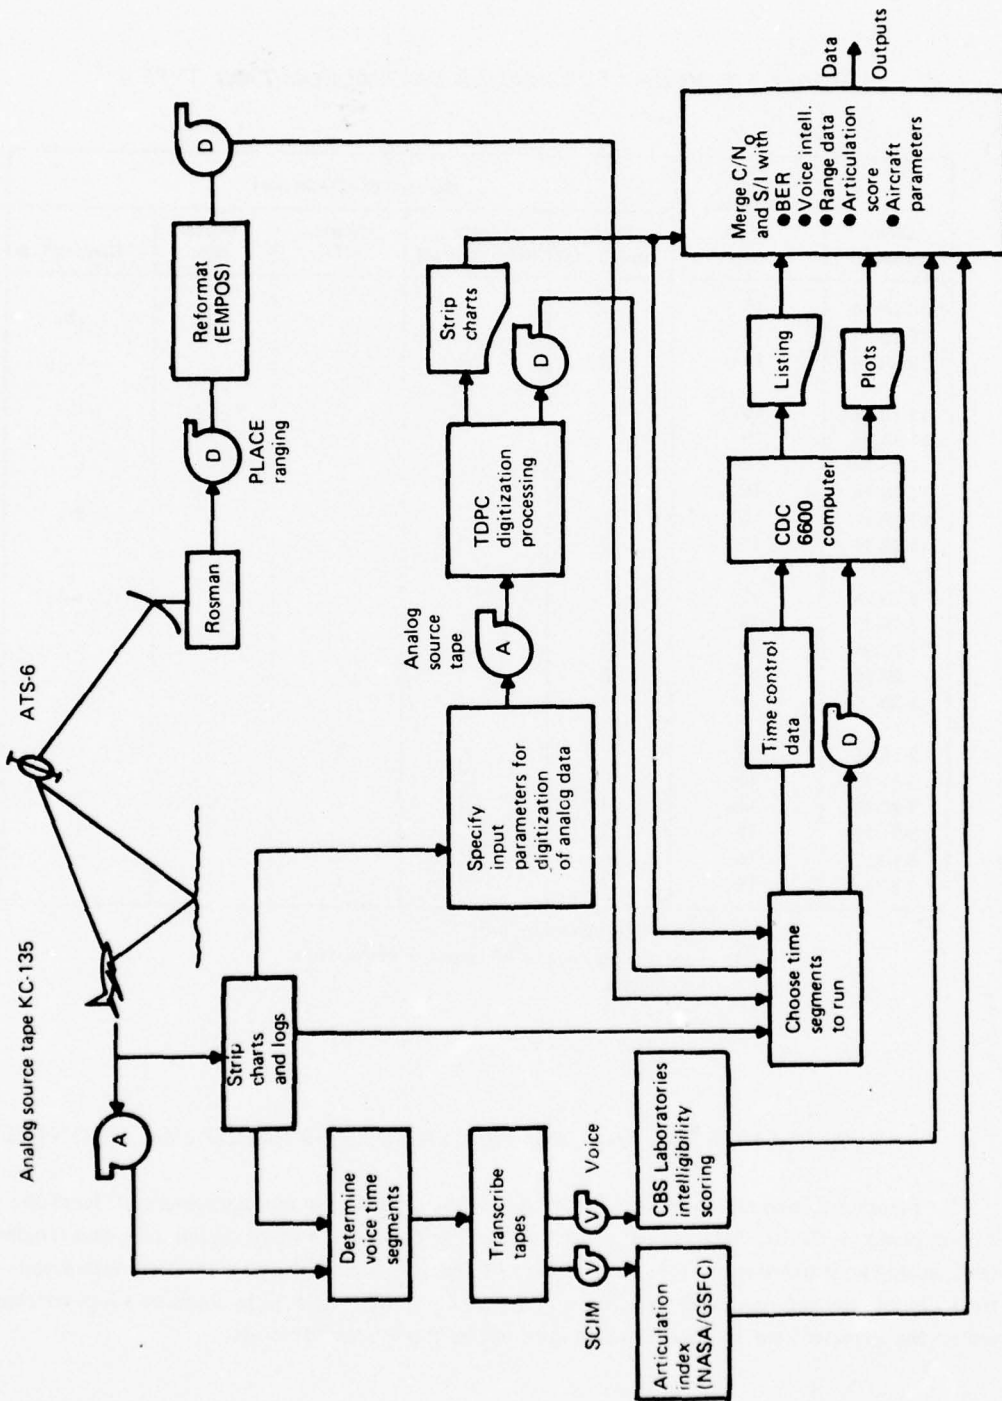 Analog source tape KC-135
ATS-6
A
Strip
charts
and logs
Rosman
D
PLACE
ranging
Reformat
(EMPOS)
D
Determine
voice time
segments
Transcribe
tapes
SCIM
V
V
Voice
Articulation
index
(NASA/GSFC)
CBS Laboratories
intelligibility
scoring
Specify
input
parameters for
digitization
of analog data
Analog
source
tape
A
TDPC
digitization
processing
Strip
charts
D
Choose time
segments
to run
Time control
data
D
CDC
6600
computer
Listing
Plots
Merge C/N₀
and S/I with
● BER
● Voice intell.
● Range data
● Articulation
score
● Aircraft
parameters
Data
Outputs